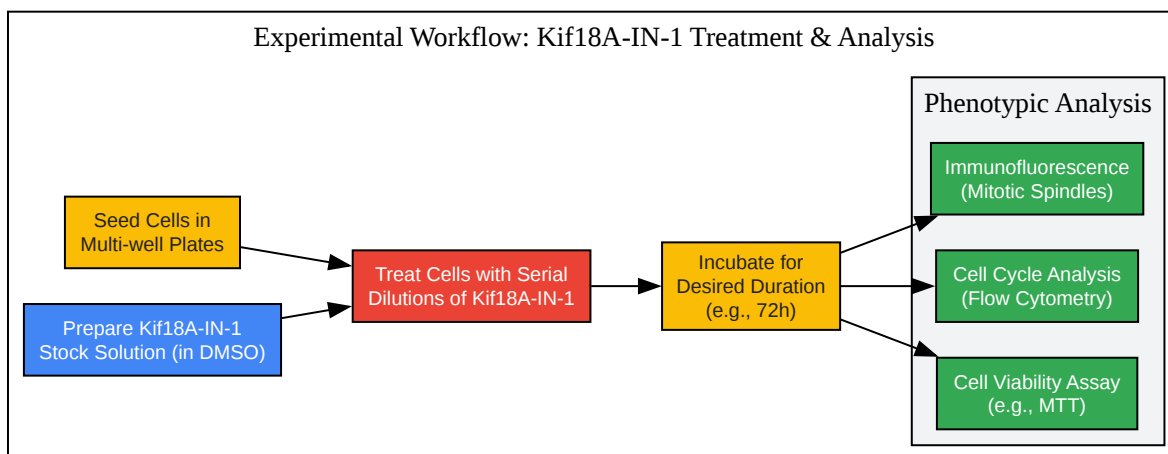 Experimental Workflow: Kif18A-IN-1 Treatment & Analysis
Phenotypic Analysis
Seed Cells in
Multi-well Plates
Prepare Kif18A-IN-1
Stock Solution (in DMSO)
Treat Cells with Serial
Dilutions of Kif18A-IN-1
Incubate for
Desired Duration
(e.g., 72h)
Immunofluorescence
(Mitotic Spindles)
Cell Cycle Analysis
(Flow Cytometry)
Cell Viability Assay
(e.g., MTT)